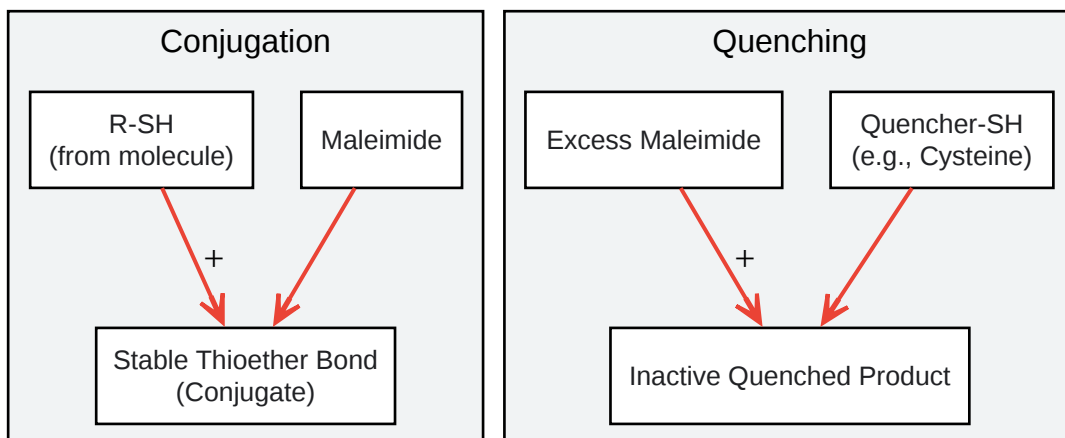 Conjugation
R-SH
(from molecule)
Maleimide
+
Stable Thioether Bond
(Conjugate)
Quenching
Excess Maleimide
Quencher-SH
(e.g., Cysteine)
+
Inactive Quenched Product